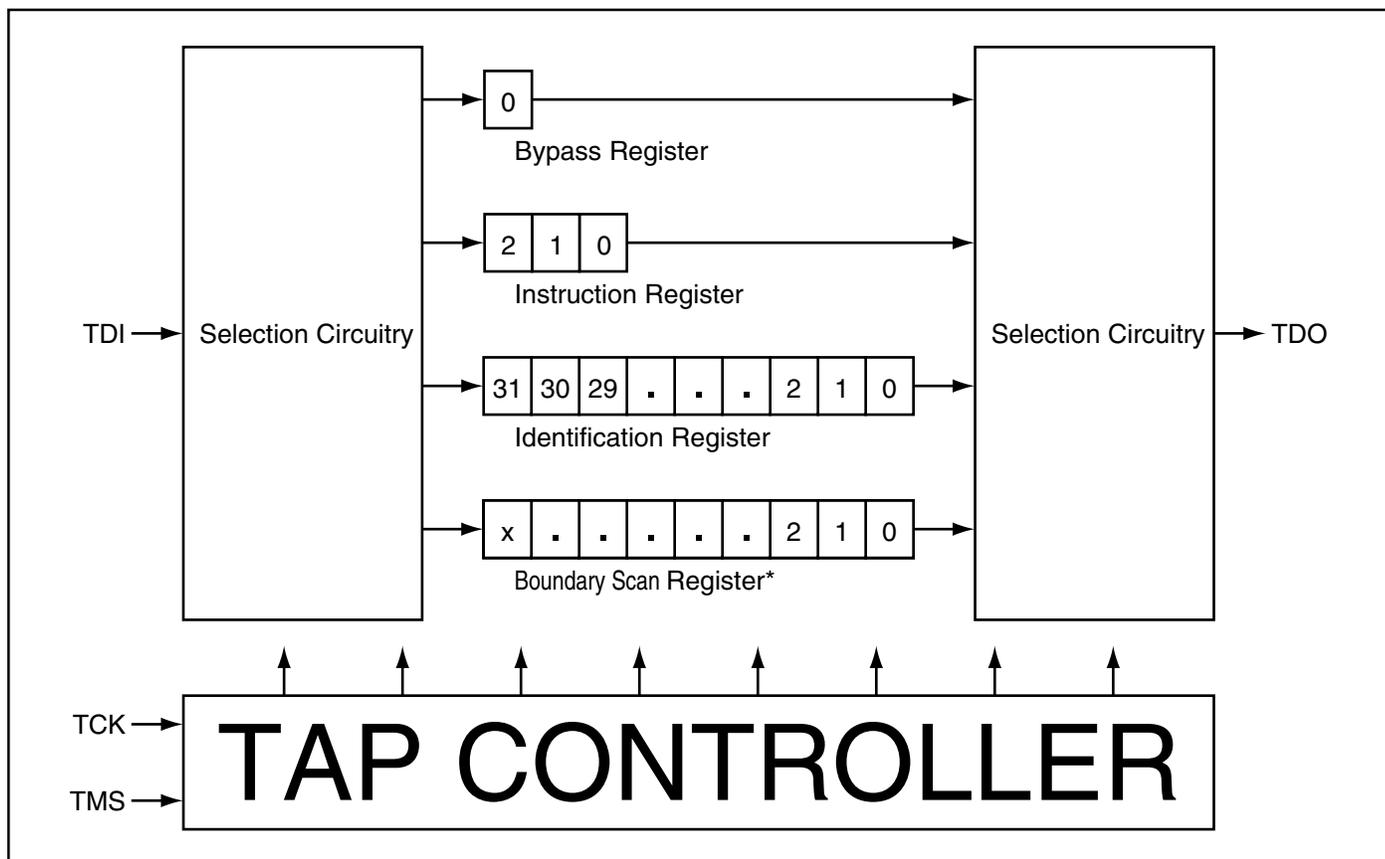 0
Bypass Register
2 1 0
Instruction Register
TDI
Selection Circuitry
Selection Circuitry
TDO
31 30 29 . . . 2 1 0
Identification Register
x . . . . . 2 1 0
Boundary Scan Register*
TCK
TMS
TAP CONTROLLER